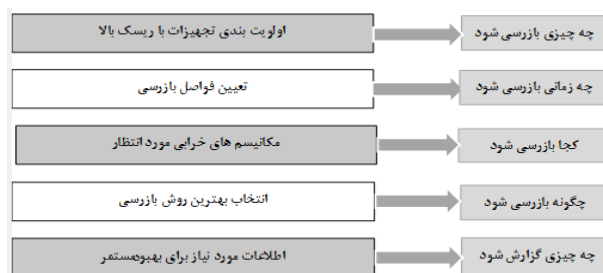 اولویت بندی تجهیزات با ریسک بالا
چه چیزی بازرسی شود
تعیین فواصل بازرسی
چه زمانی بازرسی شود
مکانیسم های خرابی مورد انتظار
کجا بازرسی شود
انتخاب بهترین روش بازرسی
چگونه بازرسی شود
اطلاعات مورد نیاز برای بهبودمستمر
چه چیزی گزارش شود